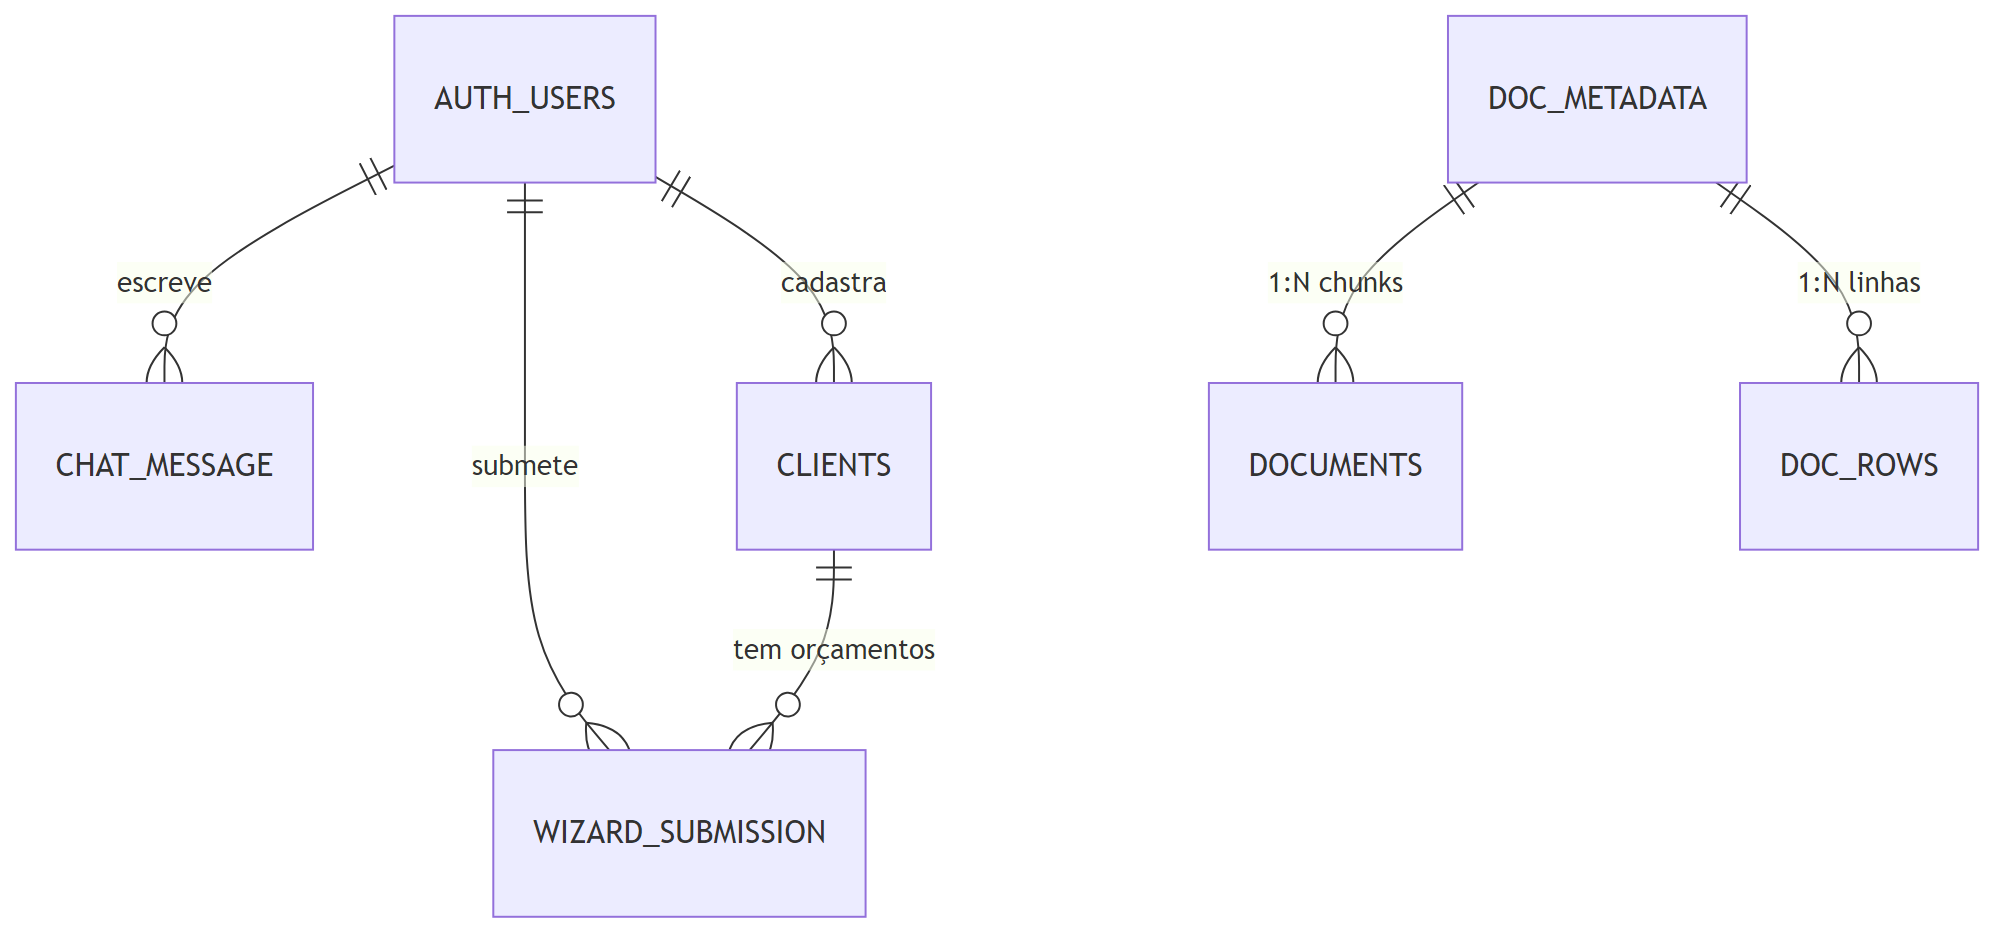 AUTH_USERS
DOC_METADATA
escreve
cadastra
1:N chunks
1:N linhas
CHAT_MESSAGE
submete
CLIENTS
DOCUMENTS
DOC_ROWS
tem orçamentos
WIZARD_SUBMISSION